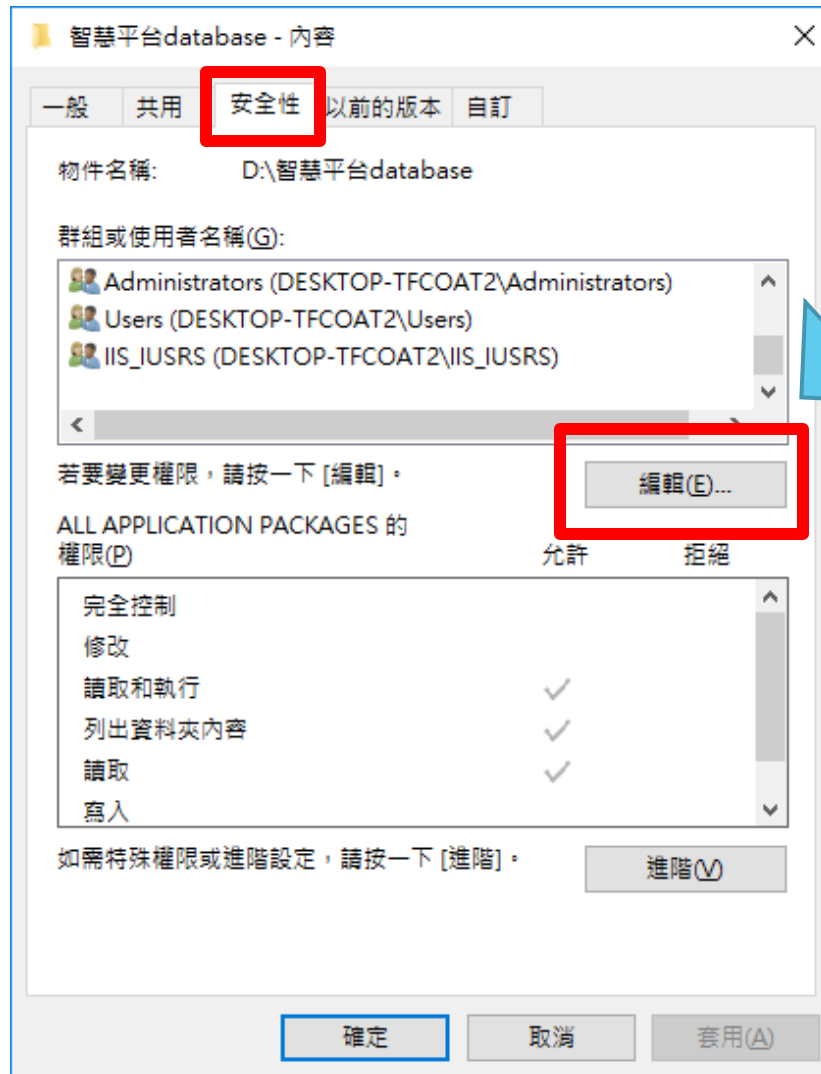 智慧平台database - 內容
一般 共用 安全性 以前的版本 自訂
物件名稱: D:\智慧平台database
群組或使用者名稱(G):
Administrators (DESKTOP-TFCOAT2\Administrators)
Users (DESKTOP-TFCOAT2\Users)
IIS_IUSRS (DESKTOP-TFCOAT2\IIS_IUSRS)
若要變更權限，請按一下 [編輯]。
編輯(E)...
ALL APPLICATION PACKAGES 的
權限(P) 允許 拒絕
完全控制
修改
讀取和執行
列出資料夾內容
讀取
寫入
如需特殊權限或進階設定，請按一下 [進階]。
進階(V)
確定 取消 套用(A)